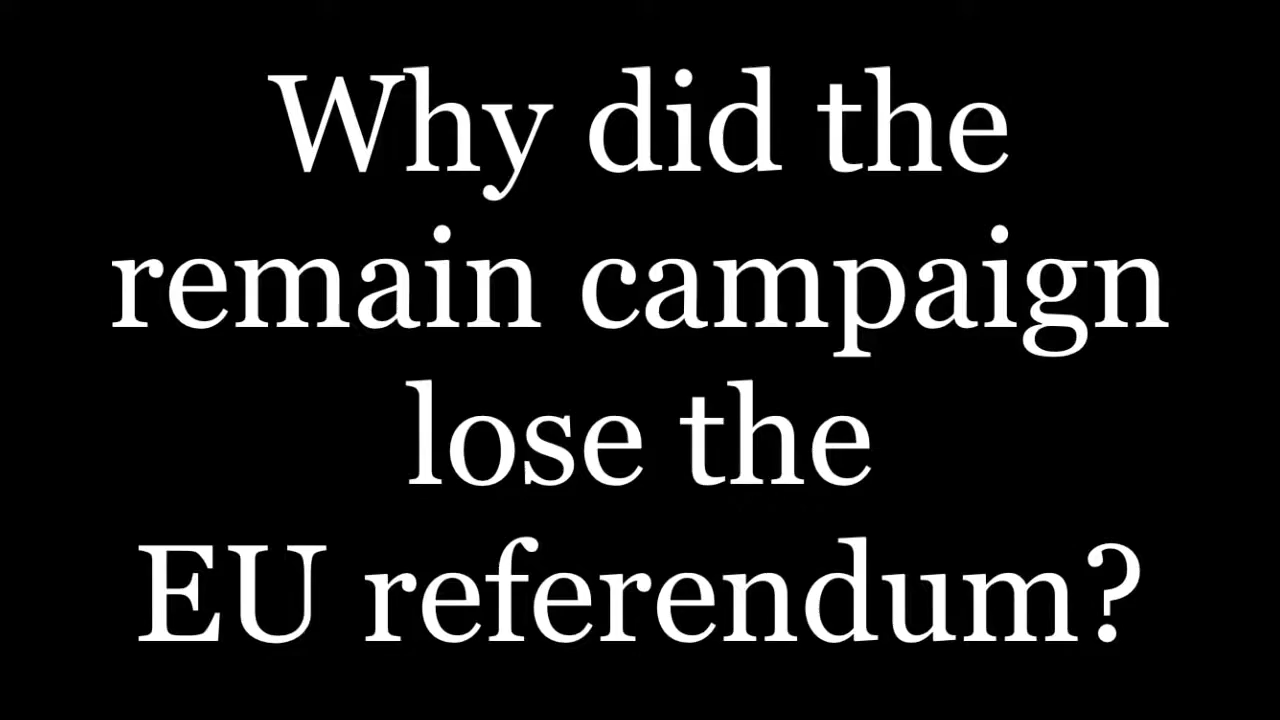 Why did the
remain campaign
lose the
EU referendum?